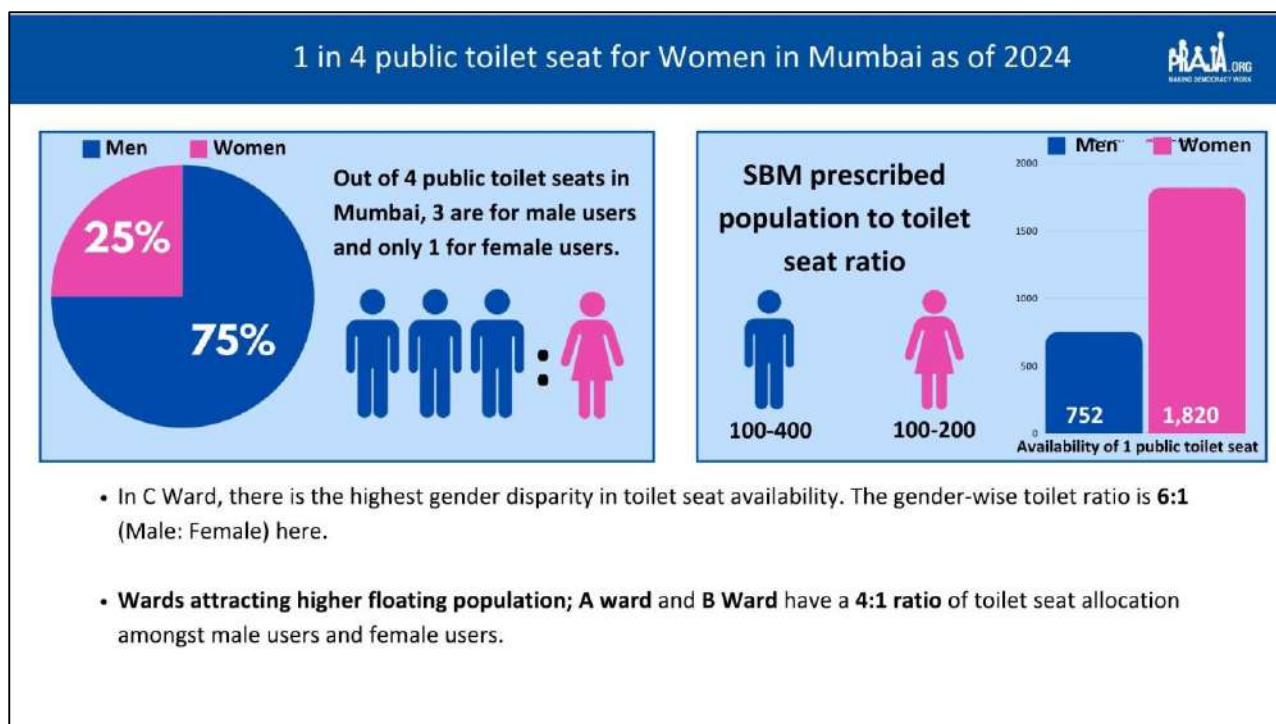 1 in 4 public toilet seat for Women in Mumbai as of 2024
PRAJA.ORG
MAKING DEMOCRACY WORK
Men Women
25%
75%
Out of 4 public toilet seats in
Mumbai, 3 are for male users
and only 1 for female users.
:
SBM prescribed
population to toilet
seat ratio
100-400 100-200
Men Women
2000
1500
1000
500
0
752 1,820
Availability of 1 public toilet seat
• In C Ward, there is the highest gender disparity in toilet seat availability. The gender-wise toilet ratio is 6:1
(Male: Female) here.
• Wards attracting higher floating population; A ward and B Ward have a 4:1 ratio of toilet seat allocation
amongst male users and female users.